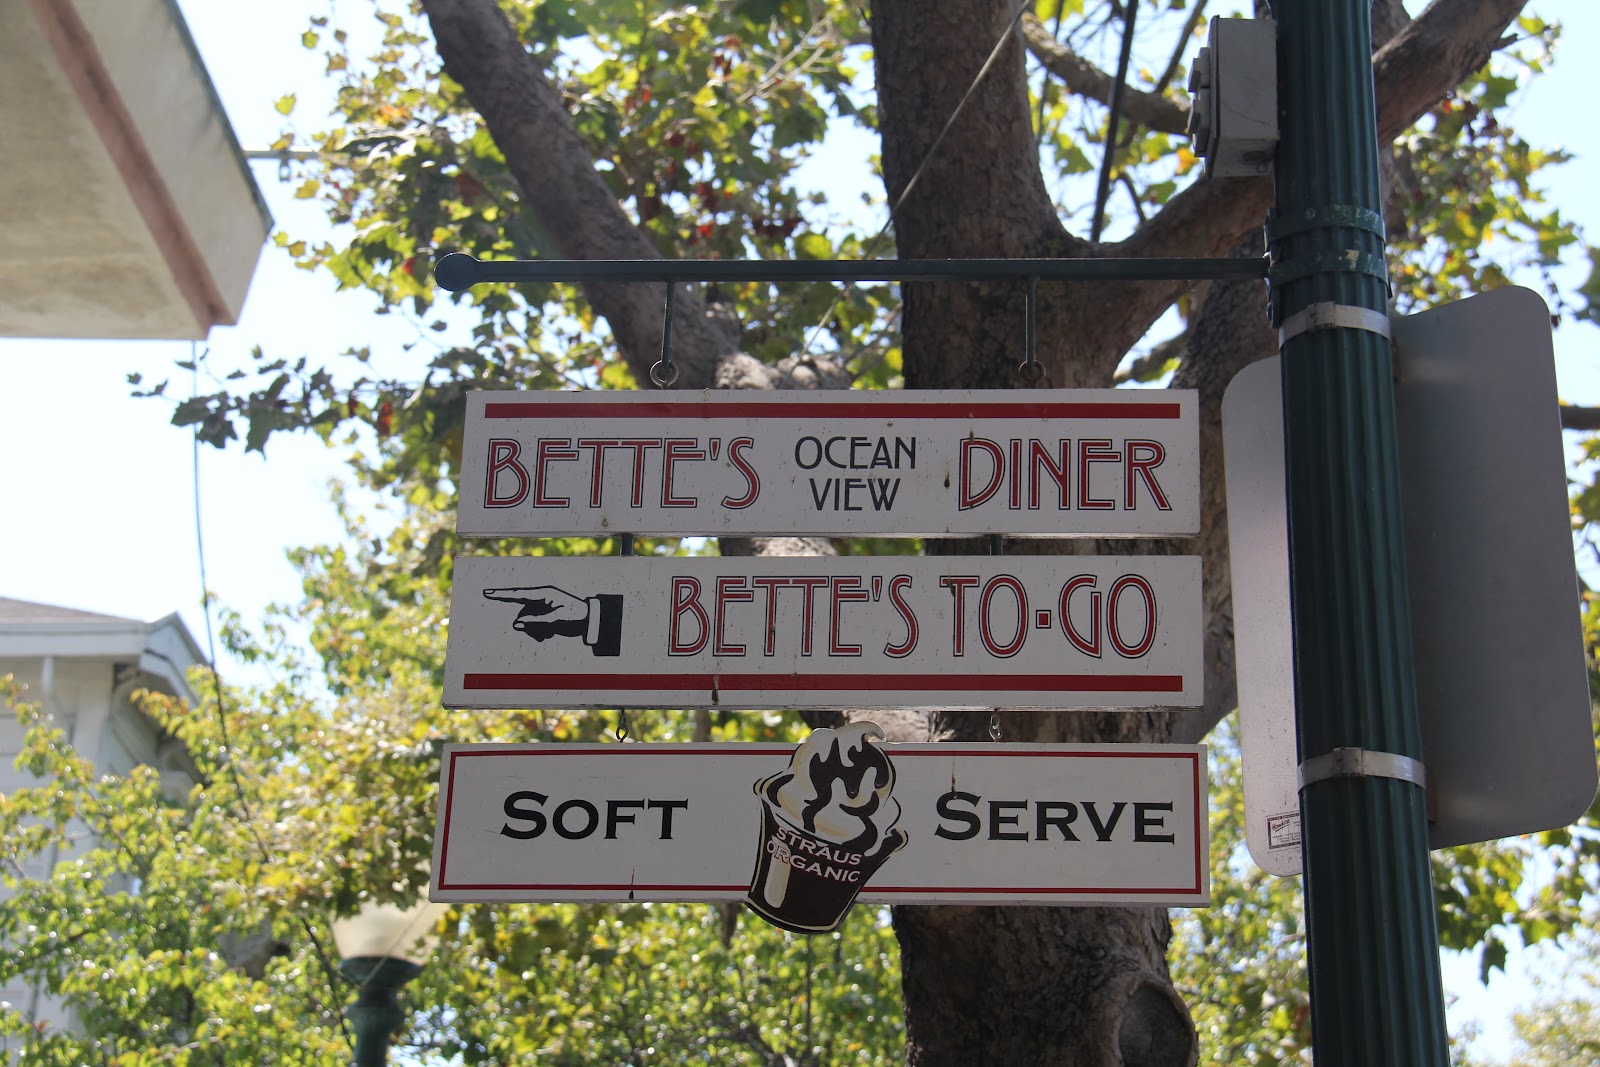 BETTE'S OCEAN VIEW DINER
BETTE'S TO·GO
SOFT SERVE
STRAUS
ORGANIC